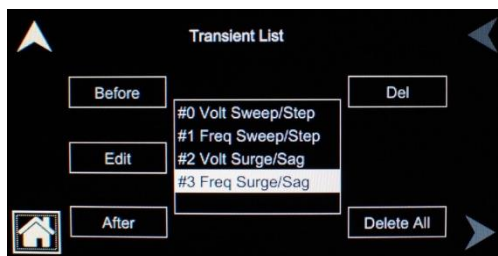 Transient List
Before
Del
#0 Volt Sweep/Step
#1 Freq Sweep/Step
#2 Volt Surge/Sag
#3 Freq Surge/Sag
Edit
After
Delete All